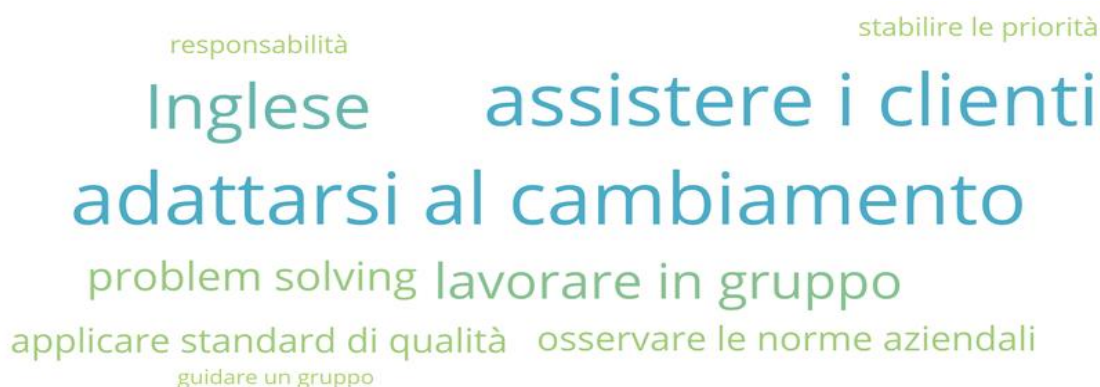 stabilire le priorità
responsabilità
Inglese
assistere i clienti
adattarsi al cambiamento
problem solving
lavorare in gruppo
applicare standard di qualità
osservare le norme aziendali
guidare un gruppo